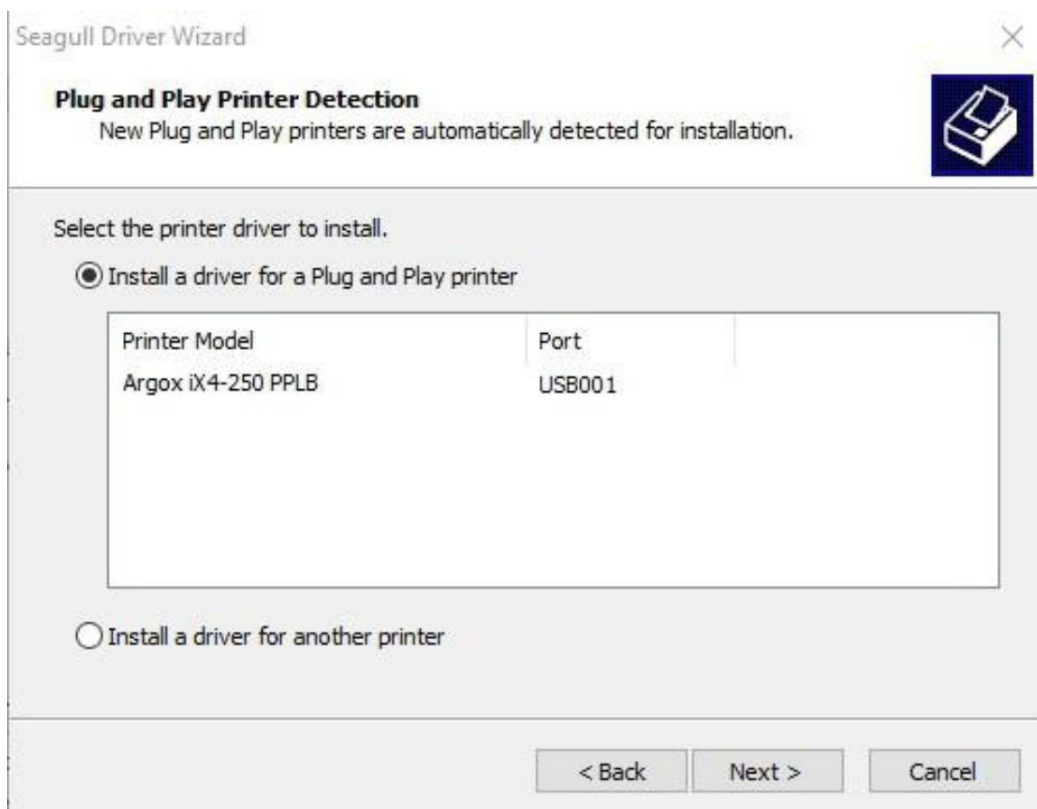 Seagull Driver Wizard
Plug and Play Printer Detection
New Plug and Play printers are automatically detected for installation.
Select the printer driver to install.
Install a driver for a Plug and Play printer
Printer Model Port
Argox iX4-250 PPLB USB001
Install a driver for another printer
< Back Next > Cancel